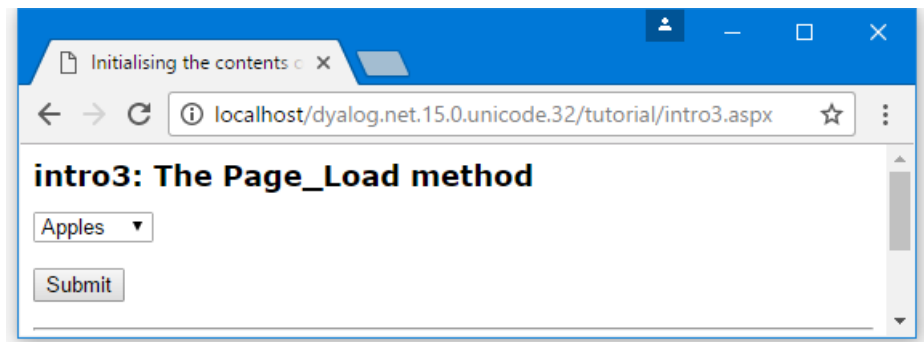 Initialising the contents o
localhost/dyalog.net.15.0.unicode.32/tutorial/intro3.aspx
intro3: The Page_Load method
Apples
Submit